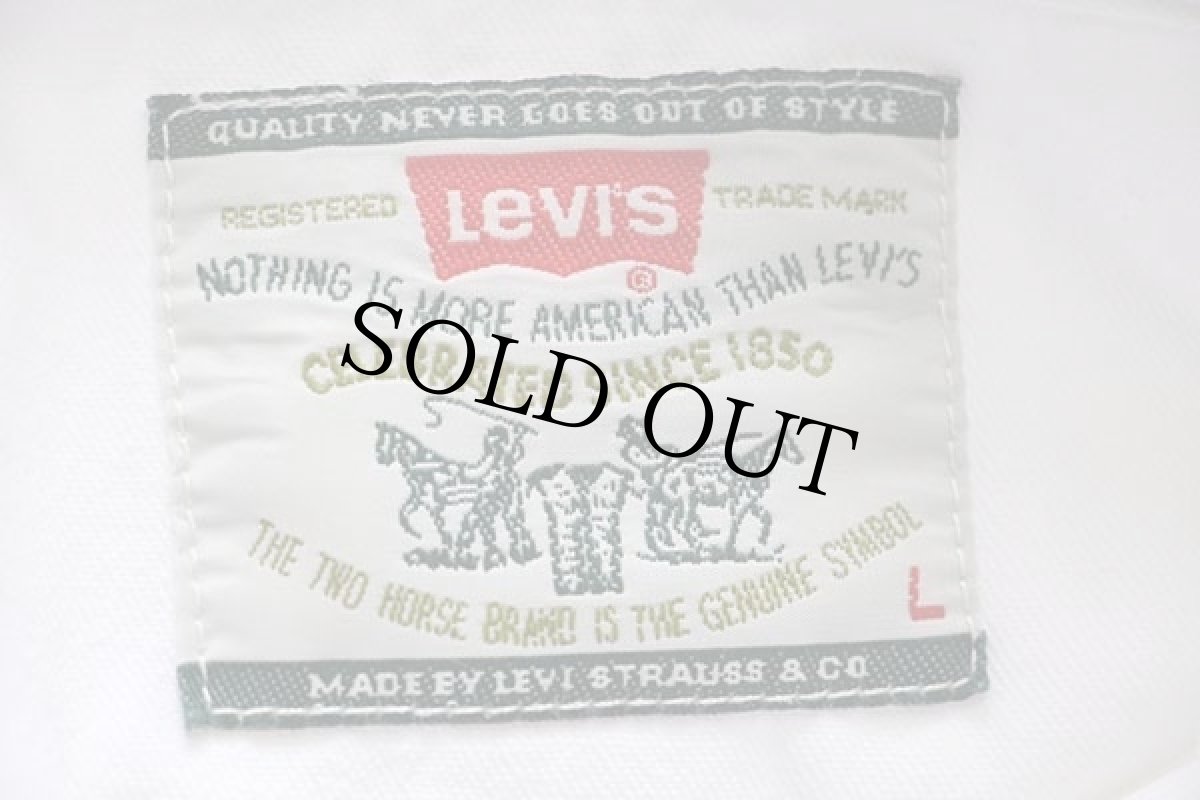 QUALITY NEVER GOES OUT OF STYLE
REGISTERED LEVI'S TRADE MARK
®
NOTHING IS MORE AMERICAN THAN LEVI'S
CELEBRATED SINCE 1850
SOLD OUT
THE TWO HORSE BRAND IS THE GENUINE SYMBOL
L
MADE BY LEVI STRAUSS & CO